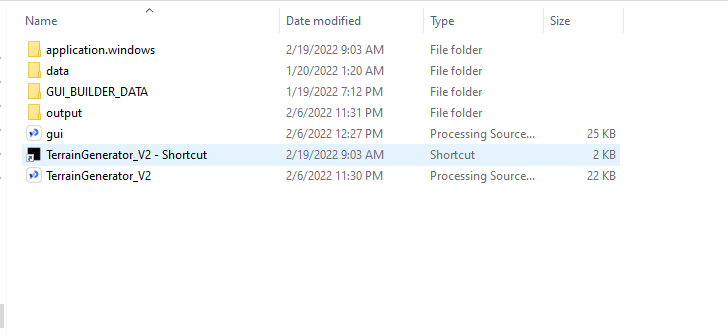 Name Date modified Type Size
application.windows 2/19/2022 9:03 AM File folder
data 1/20/2022 1:20 AM File folder
GUI_BUILDER_DATA 1/19/2022 7:12 PM File folder
output 2/6/2022 11:31 PM File folder
gui 2/6/2022 12:27 PM Processing Source... 25 KB
TerrainGenerator_V2 - Shortcut 2/19/2022 9:03 AM Shortcut 2 KB
TerrainGenerator_V2 2/6/2022 11:30 PM Processing Source... 22 KB